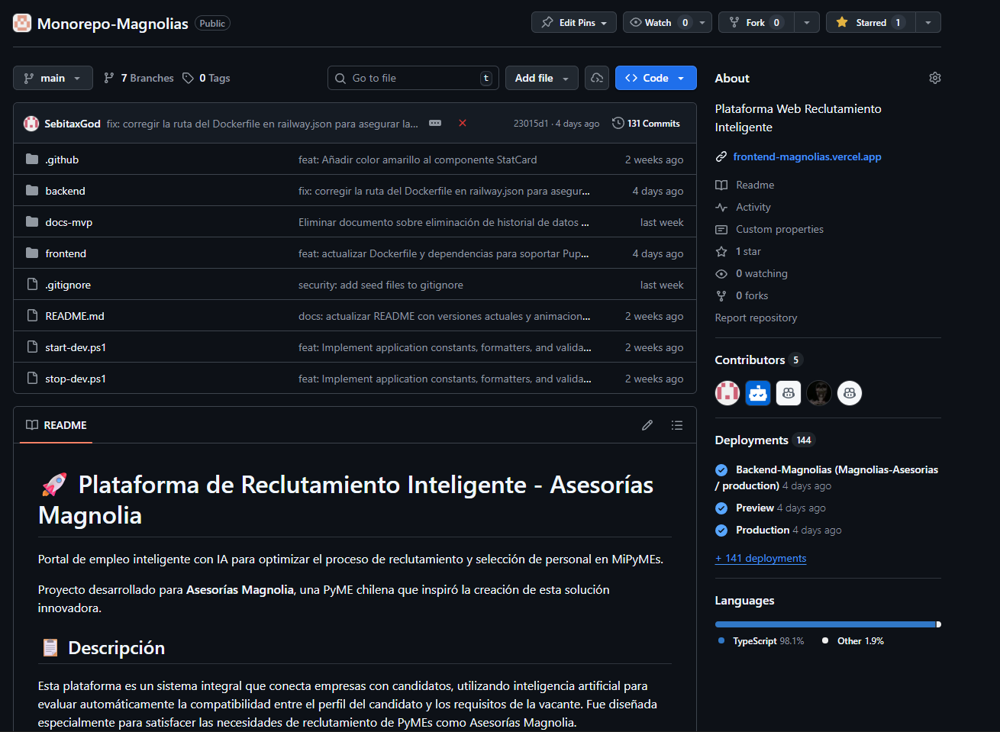 Monorepo-Magnolias Public
Edit Pins
Watch 0
Fork 0
Starred 1
main
7 Branches
0 Tags
Go to file t
Add file
Code
SebitaxGod fix: corregir la ruta del Dockerfile en railway.json para asegurar la... 23015d1 · 4 days ago 131 Commits
.github feat: Añadir color amarillo al componente StatCard 2 weeks ago
backend fix: corregir la ruta del Dockerfile en railway.json para asegur... 4 days ago
docs-mvp Eliminar documento sobre eliminación de historial de datos ... last week
frontend feat: actualizar Dockerfile y dependencias para soportar Pup... 4 days ago
.gitignore security: add seed files to gitignore last week
README.md docs: actualizar README con versiones actuales y animacion... 2 weeks ago
start-dev.ps1 feat: Implement application constants, formatters, and valida... 2 weeks ago
stop-dev.ps1 feat: Implement application constants, formatters, and valida... 2 weeks ago
README
🚀 Plataforma de Reclutamiento Inteligente - Asesorías
Magnolia
Portal de empleo inteligente con IA para optimizar el proceso de reclutamiento y selección de personal en MiPyMEs.
Proyecto desarrollado para Asesorías Magnolia, una PyME chilena que inspiró la creación de esta solución
innovadora.
📋 Descripción
Esta plataforma es un sistema integral que conecta empresas con candidatos, utilizando inteligencia artificial para
evaluar automáticamente la compatibilidad entre el perfil del candidato y los requisitos de la vacante. Fue diseñada
especialmente para satisfacer las necesidades de reclutamiento de PyMEs como Asesorías Magnolia.
About
Plataforma Web Reclutamiento
Inteligente
frontend-magnolias.vercel.app
Readme
Activity
Custom properties
1 star
0 watching
0 forks
Report repository
Contributors 5
Deployments 144
Backend-Magnolias (Magnolias-Asesorias
/ production) 4 days ago
Preview 4 days ago
Production 4 days ago
+ 141 deployments
Languages
TypeScript 98.1% Other 1.9%